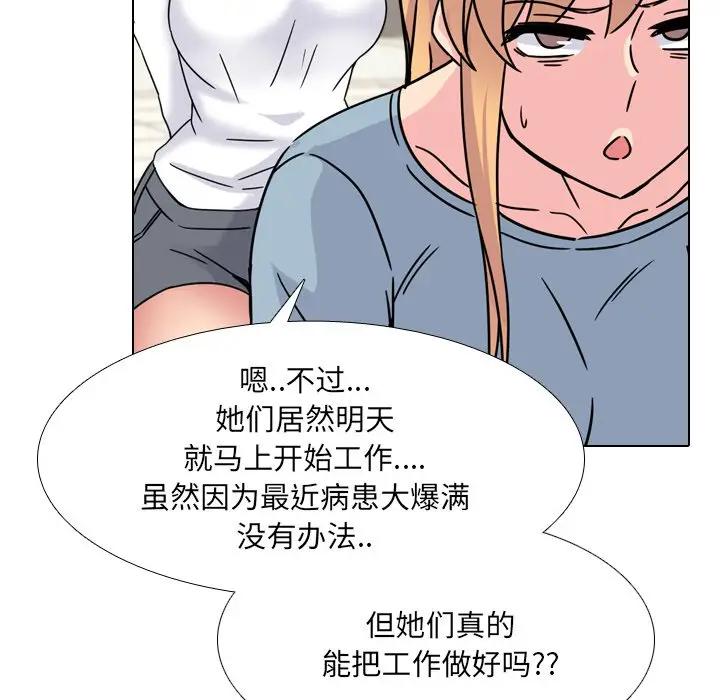 嗯..不过...
她们居然明天
就马上开始工作....
虽然因为最近病患大爆满
没有办法..
但她们真的
能把工作做好吗??